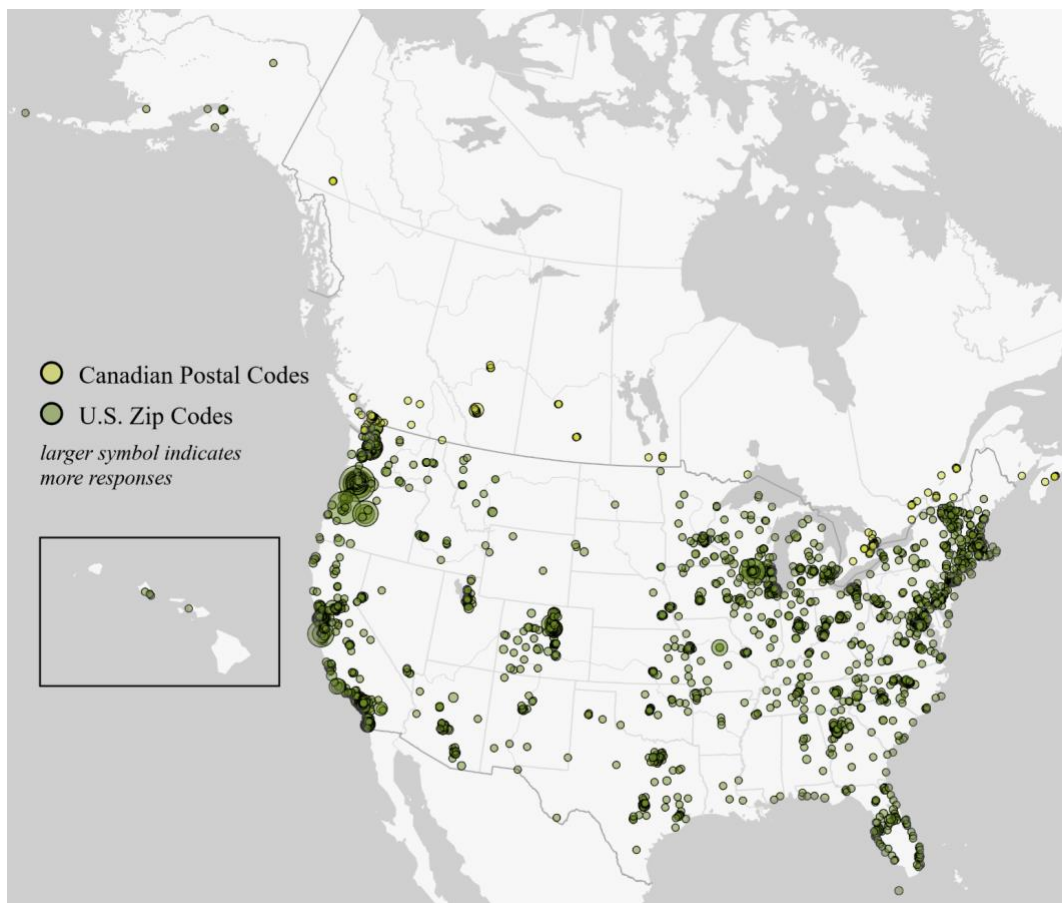 Canadian Postal Codes
U.S. Zip Codes
larger symbol indicates
more responses